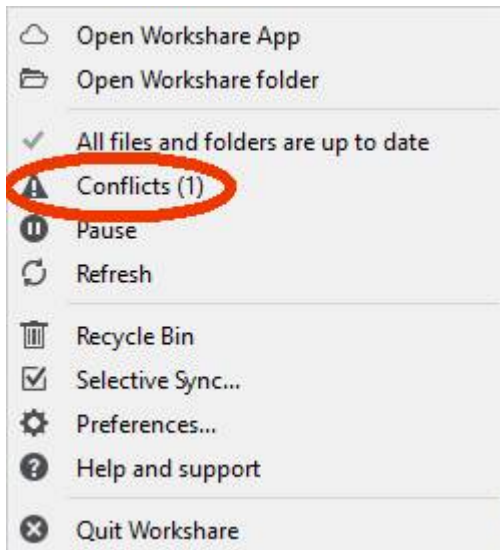 Open Workshare App
Open Workshare folder
All files and folders are up to date
Conflicts (1)
Pause
Refresh
Recycle Bin
Selective Sync...
Preferences...
Help and support
Quit Workshare